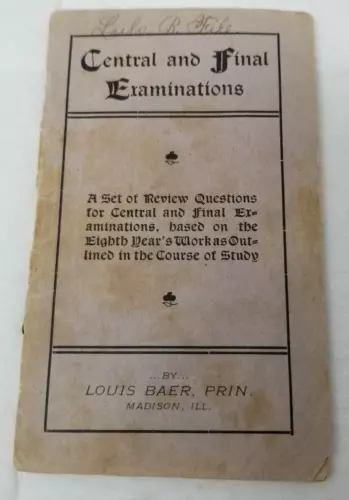 Central and Final
Examinations
A Set of Review Questions
for Central and Final Ex-
aminations, based on the
Eighth Year's Work as Out-
lined in the Course of Study
...BY...
LOUIS BAER, PRIN.
MADISON, ILL.